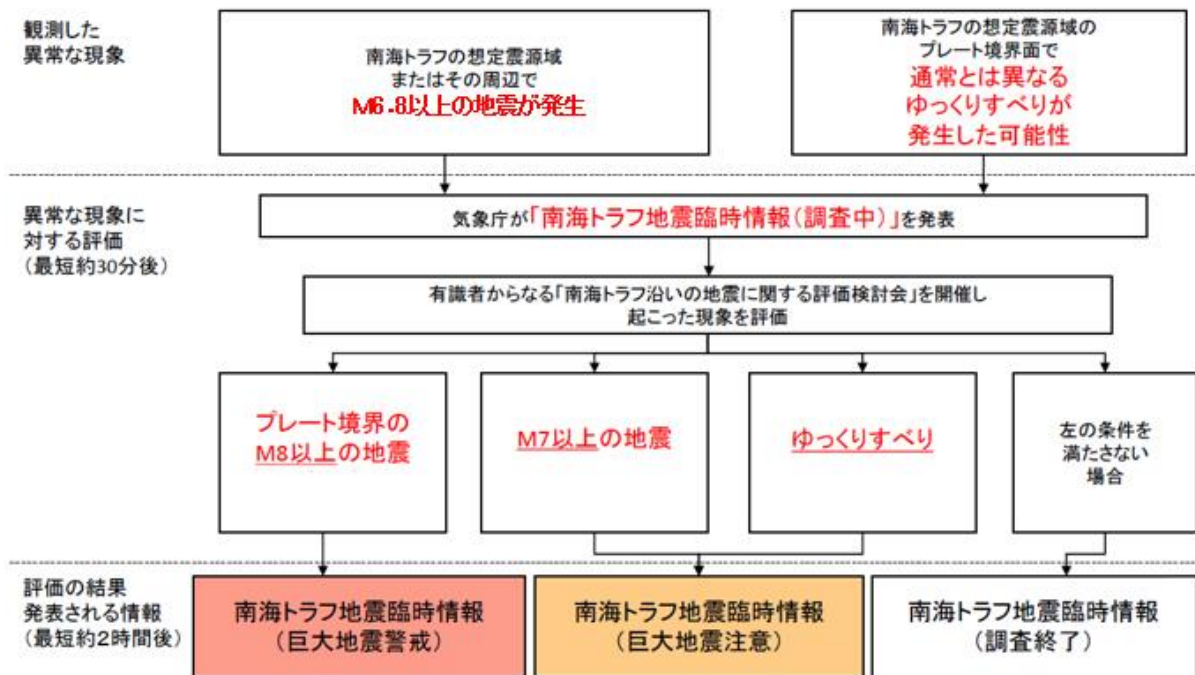 観測した
異常な現象
南海トラフの想定震源域
またはその周辺で
M6.8以上の地震が発生
南海トラフの想定震源域の
プレート境界面で
通常とは異なる
ゆっくりすべりが
発生した可能性
異常な現象に
対する評価
(最短約30分後)
気象庁が「南海トラフ地震臨時情報(調査中)」を発表
有識者からなる「南海トラフ沿いの地震に関する評価検討会」を開催し
起こった現象を評価
プレート境界の
M8以上の地震
M7以上の地震
ゆっくりすべり
左の条件を
満たさない
場合
評価の結果
発表される情報
(最短約2時間後)
南海トラフ地震臨時情報
(巨大地震警戒)
南海トラフ地震臨時情報
(巨大地震注意)
南海トラフ地震臨時情報
(調査終了)